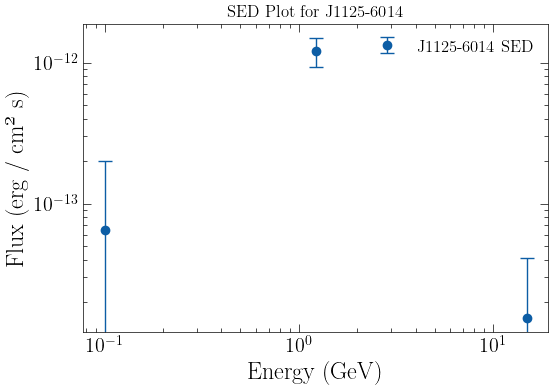 SED Plot for J1125-6014
J1125-6014 SED
10⁻¹²
10⁻¹³
Flux (erg / cm² s)
10⁻¹
10⁰
10¹
Energy (GeV)